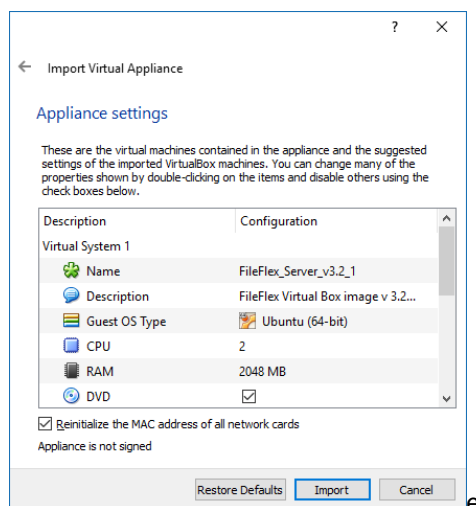 ?
Import Virtual Appliance
Appliance settings
These are the virtual machines contained in the appliance and the suggested
settings of the imported VirtualBox machines. You can change many of the
properties shown by double-clicking on the items and disable others using the
check boxes below.
Description Configuration
Virtual System 1
Name FileFlex_Server_v3.2_1
Description FileFlex Virtual Box image v 3.2...
Guest OS Type Ubuntu (64-bit)
CPU 2
RAM 2048 MB
DVD
Reinitialize the MAC address of all network cards
Appliance is not signed
Restore Defaults Import Cancel
e